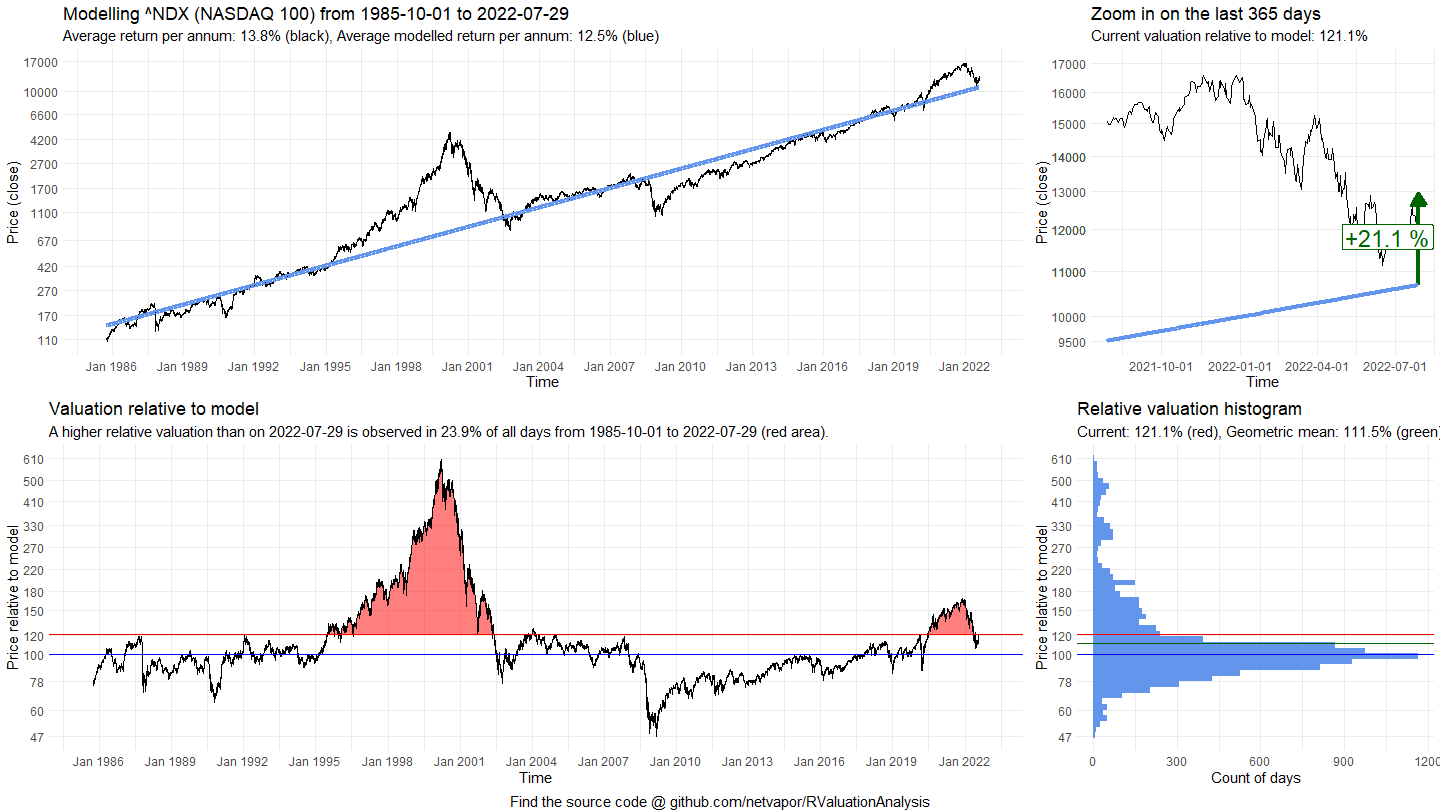 Modelling ^NDX (NASDAQ 100) from 1985-10-01 to 2022-07-29
Average return per annum: 13.8% (black), Average modelled return per annum: 12.5% (blue)
Price (close)
17000
10000
6600
4200
2700
1700
1100
670
420
270
170
110
Jan 1986 Jan 1989 Jan 1992 Jan 1995 Jan 1998 Jan 2001 Jan 2004 Jan 2007 Jan 2010 Jan 2013 Jan 2016 Jan 2019 Jan 2022
Time
Zoom in on the last 365 days
Current valuation relative to model: 121.1%
Price (close)
17000
16000
15000
14000
13000
12000
11000
10000
9500
+21.1 %
2021-10-01 2022-01-01 2022-04-01 2022-07-01
Time
Valuation relative to model
A higher relative valuation than on 2022-07-29 is observed in 23.9% of all days from 1985-10-01 to 2022-07-29 (red area).
Price relative to model
610
500
410
330
270
220
180
150
120
100
78
60
47
Jan 1986 Jan 1989 Jan 1992 Jan 1995 Jan 1998 Jan 2001 Jan 2004 Jan 2007 Jan 2010 Jan 2013 Jan 2016 Jan 2019 Jan 2022
Time
Relative valuation histogram
Current: 121.1% (red), Geometric mean: 111.5% (green)
Price relative to model
610
500
410
330
270
220
180
150
120
100
78
60
47
0 300 600 900 1200
Count of days
Find the source code @ github.com/netvapor/RValuationAnalysis